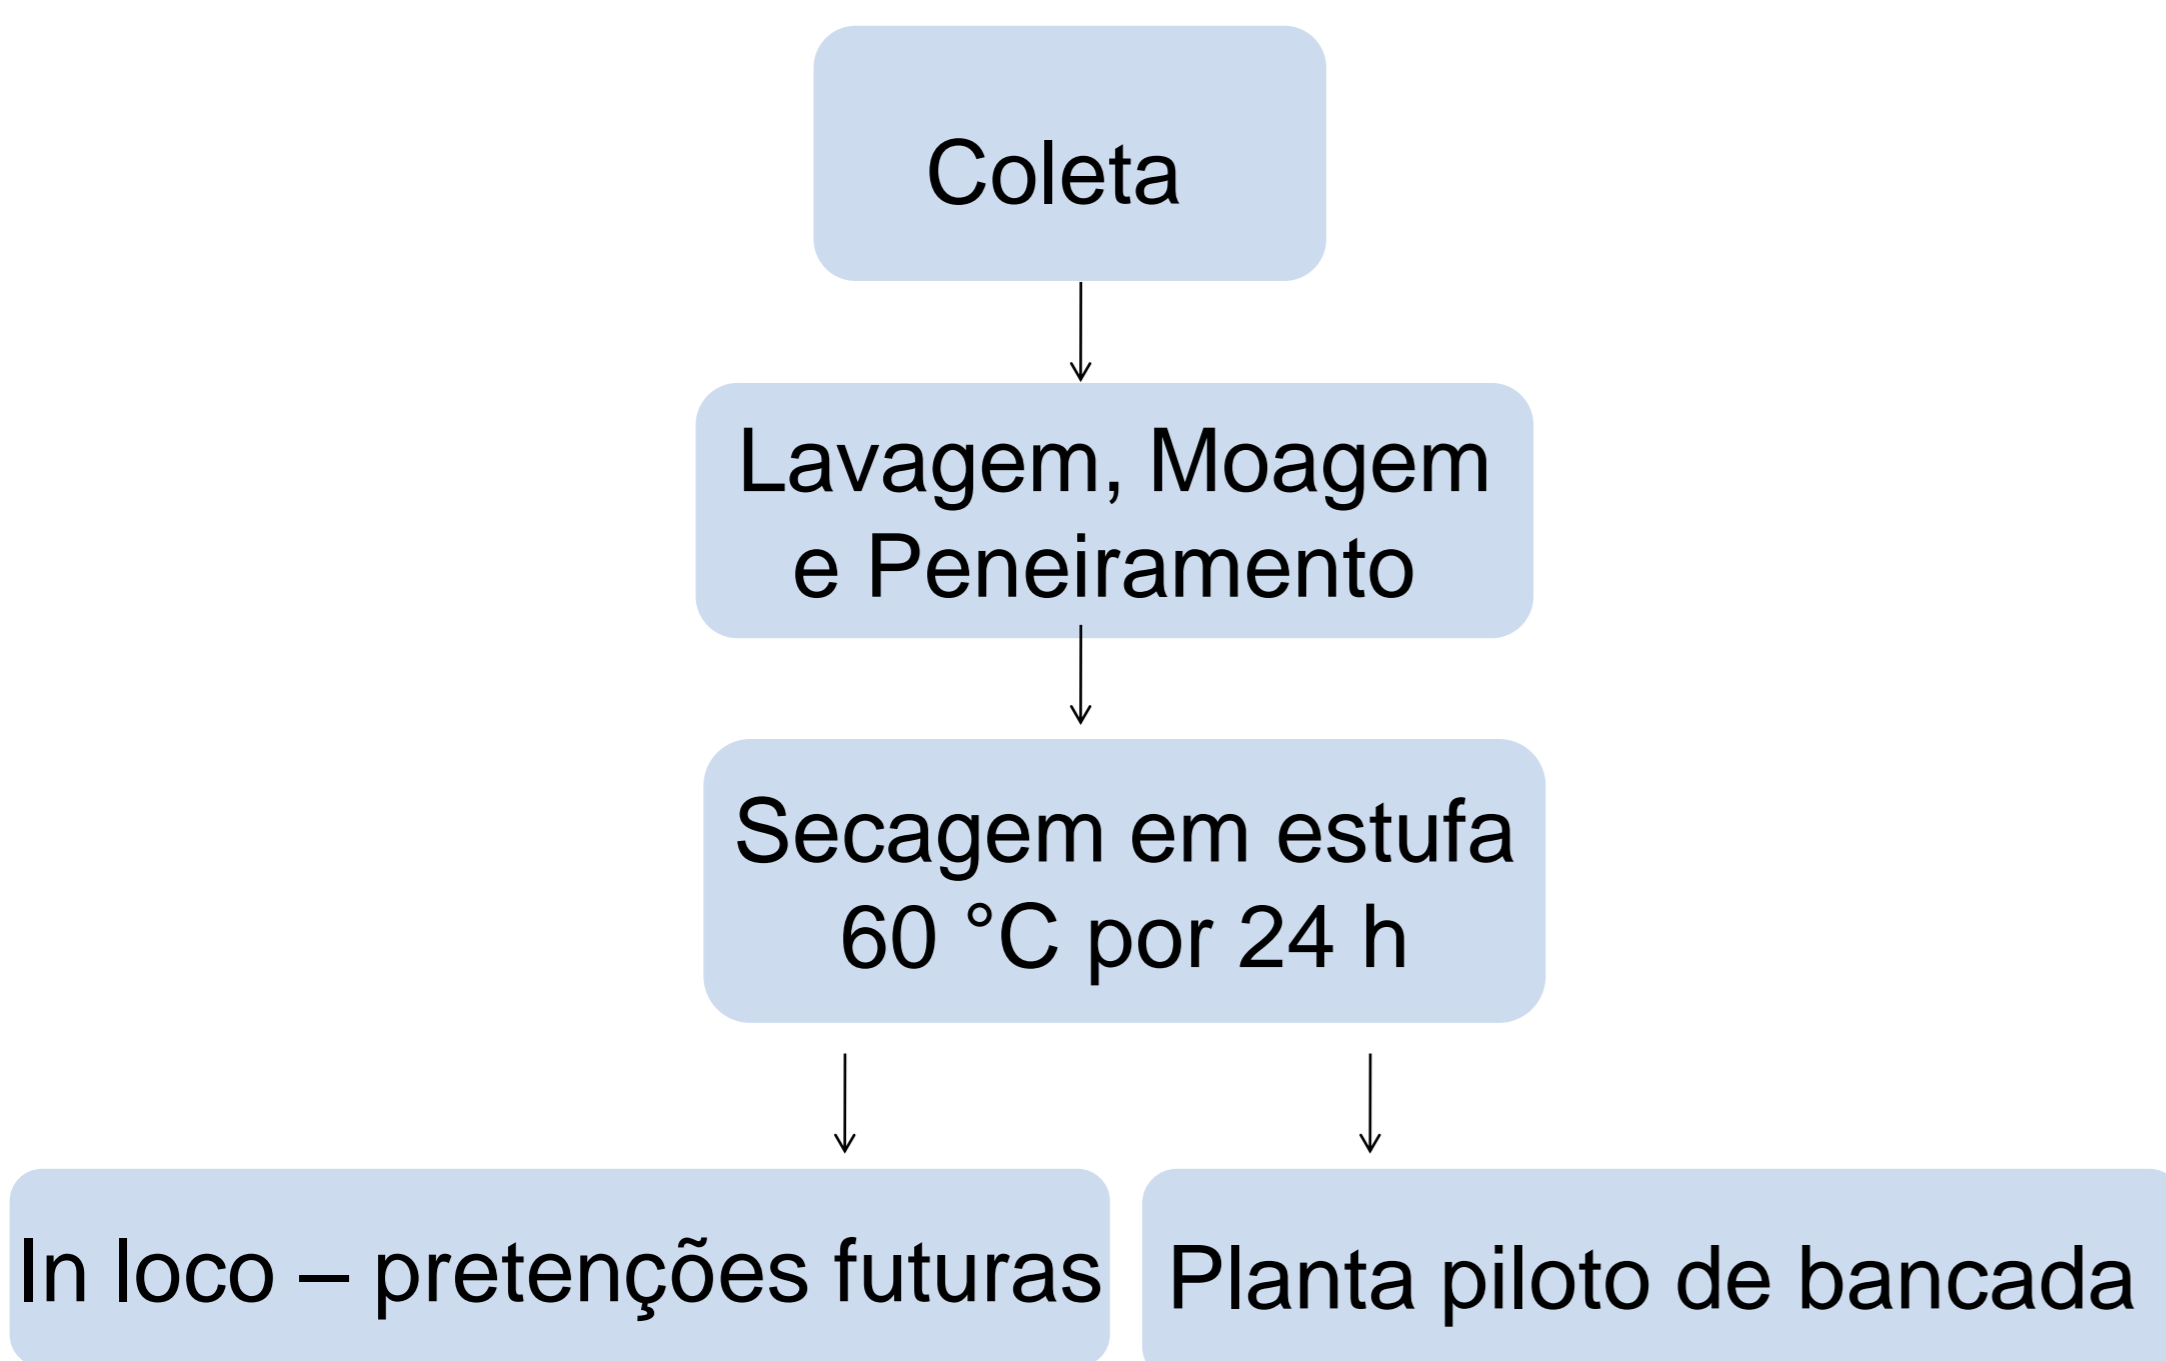 Coleta
Lavagem, Moagem
e Peneiramento
Secagem em estufa
60 °C por 24 h
In loco – pretenções futuras
Planta piloto de bancada